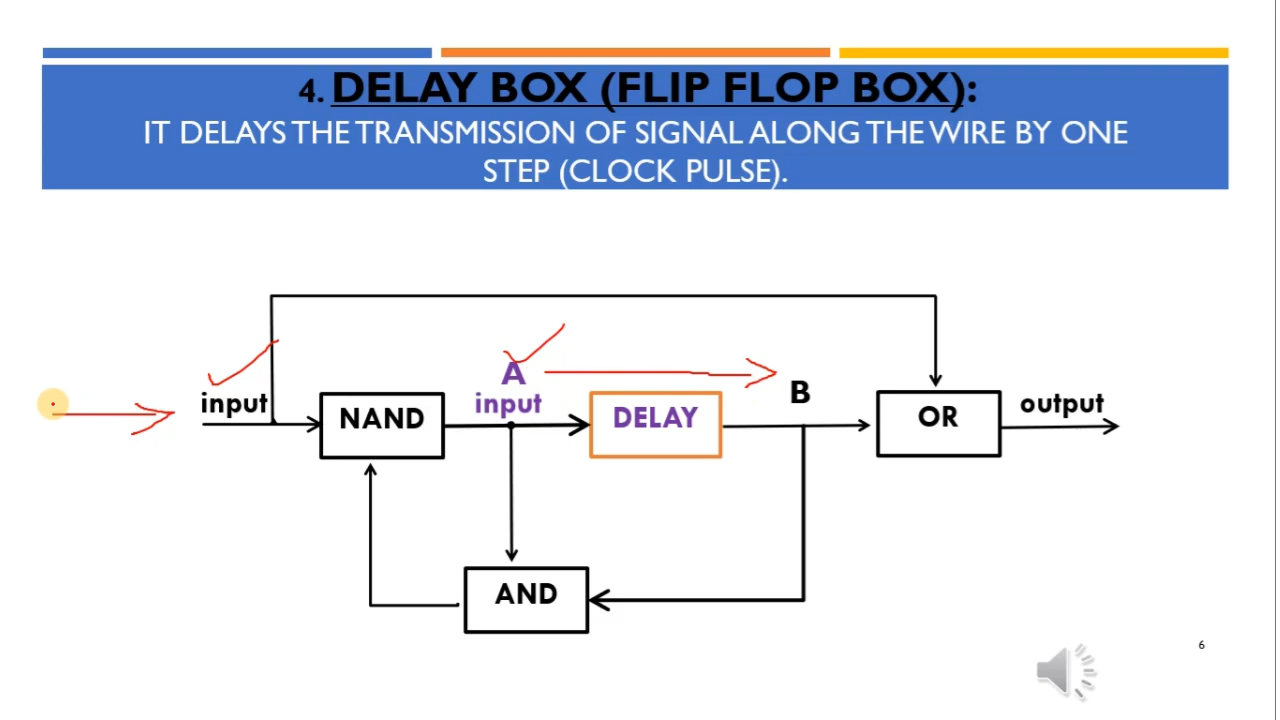 4. DELAY BOX (FLIP FLOP BOX):
IT DELAYS THE TRANSMISSION OF SIGNAL ALONG THE WIRE BY ONE
STEP (CLOCK PULSE).
A
B
input
input
output
NAND
DELAY
OR
AND
6